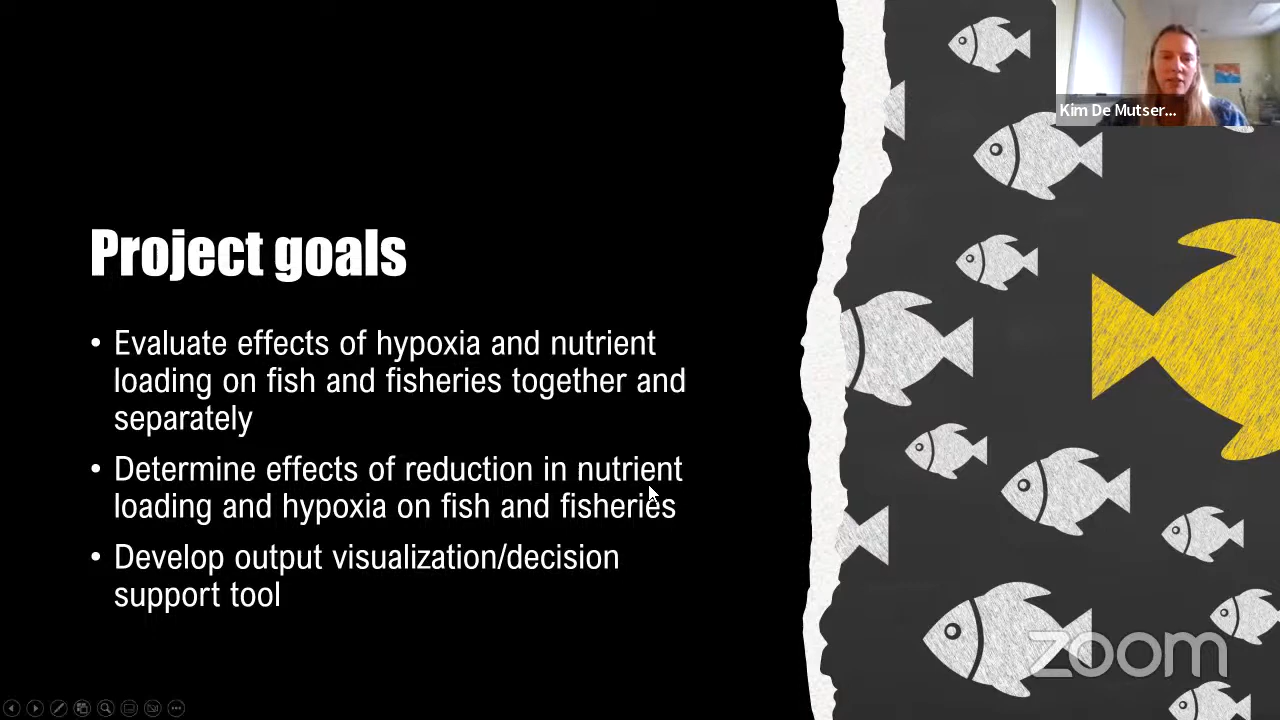 Kim De Mutser...
Project goals
• Evaluate effects of hypoxia and nutrient
loading on fish and fisheries together and
separately
• Determine effects of reduction in nutrient
loading and hypoxia on fish and fisheries
• Develop output visualization/decision
support tool
zoom